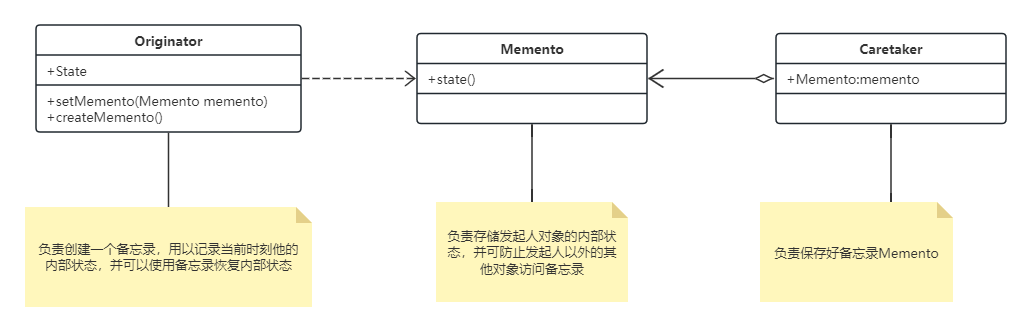 Originator
+State
+setMemento(Memento memento)
+createMemento()
Memento
+state()
Caretaker
+Memento:memento
负责创建一个备忘录，用以记录当前时刻他的
内部状态，并可以使用备忘录恢复内部状态
负责存储发起人对象的内部状
态，并可防止发起人以外的其
他对象访问备忘录
负责保存好备忘录Memento